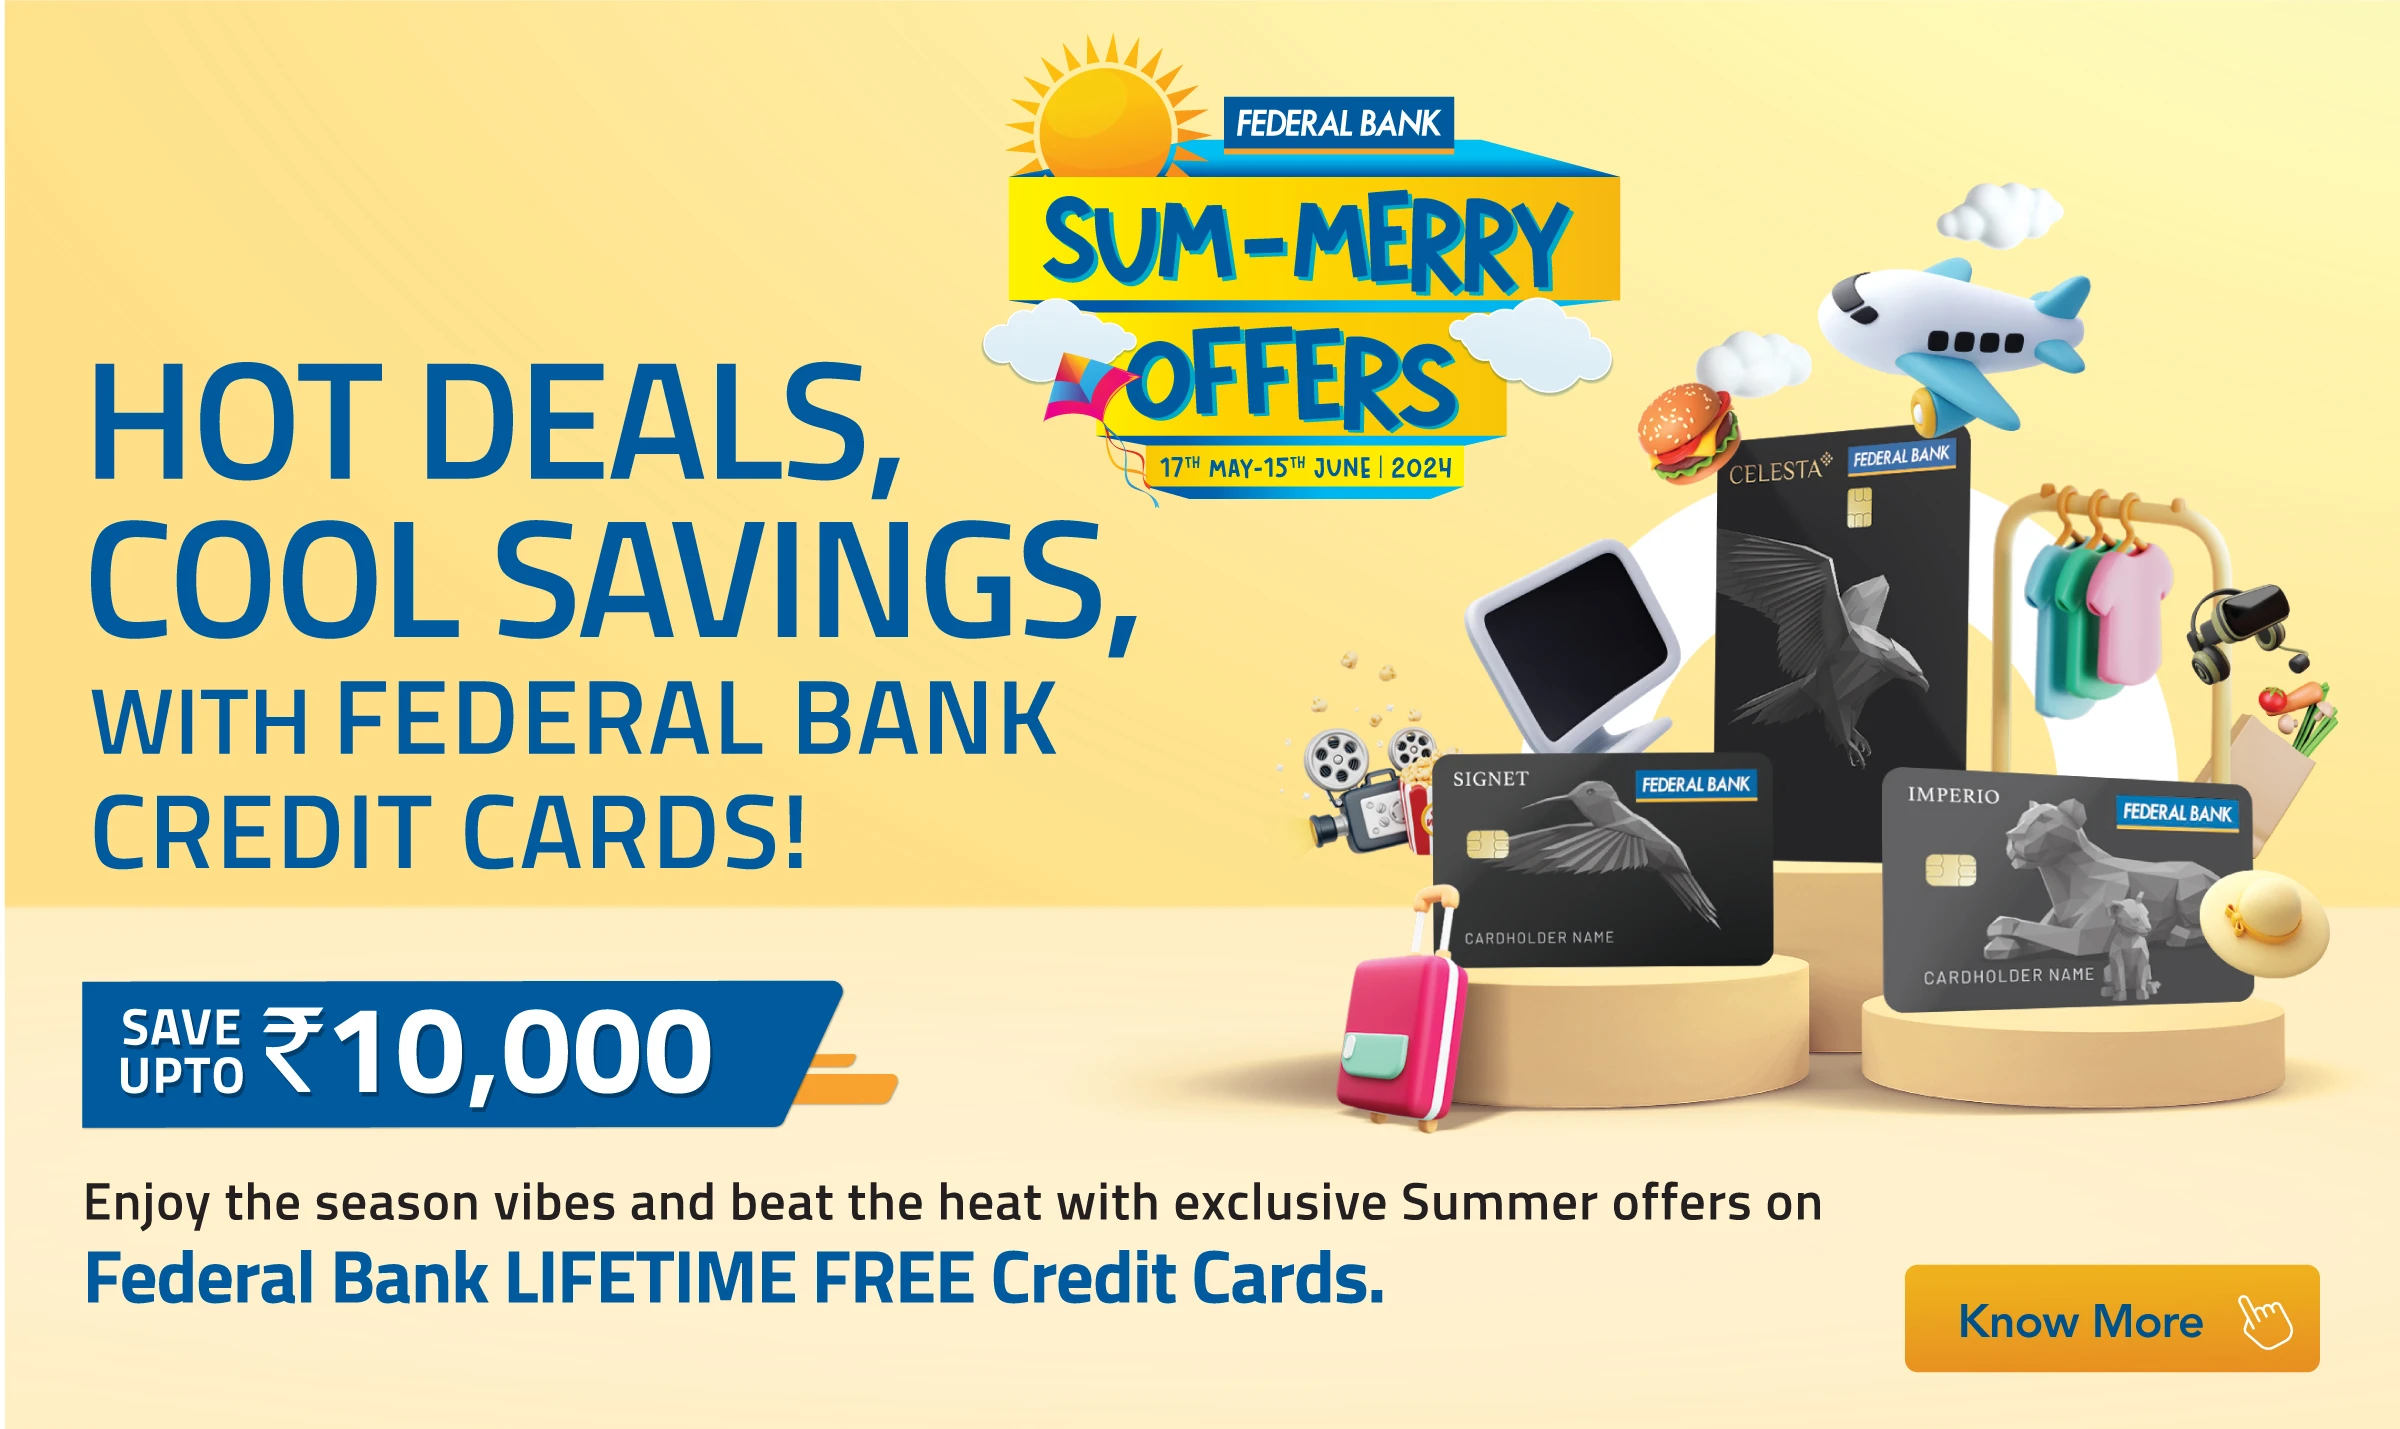 FEDERAL BANK
SUM-MERRY
OFFERS
17TH MAY-15TH JUNE | 2024
HOT DEALS,
COOL SAVINGS,
WITH FEDERAL BANK
CREDIT CARDS!
CELESTA
FEDERAL BANK
SIGNET
FEDERAL BANK
CARDHOLDER NAME
IMPERIO
FEDERAL BANK
CARDHOLDER NAME
SAVE
UPTO
₹10,000
Enjoy the season vibes and beat the heat with exclusive Summer offers on
Federal Bank LIFETIME FREE Credit Cards.
Know More